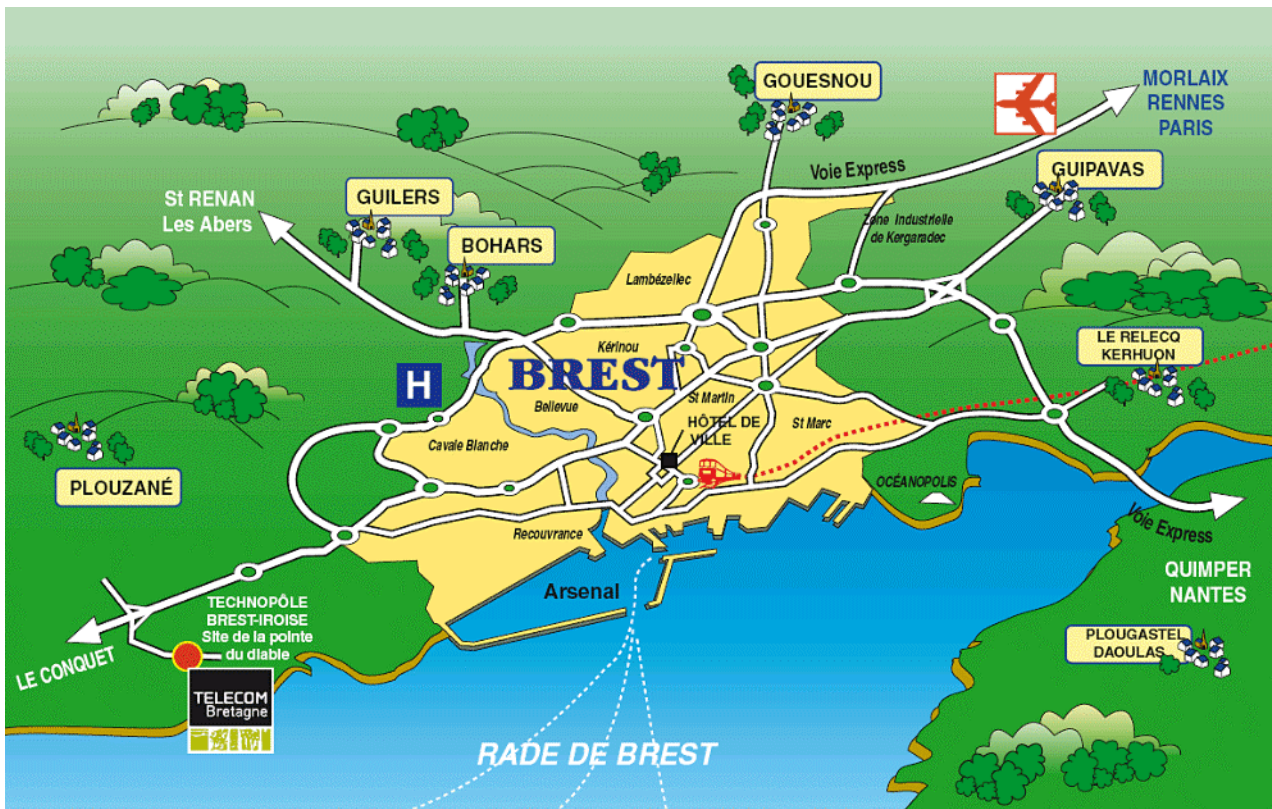 GOUESNOU
MORLAIX
RENNES
PARIS
Voie Express
GUIPAVAS
St RENAN
Les Abers
GUILERS
BOHARS
Zone Industrielle
de Kergaradec
Lambézellec
LE RELECQ
KERHUON
Kérinou
BREST
H
Bellevue
St Martin
HÔTEL DE
VILLE
St Marc
Cavale Blanche
PLOUZANÉ
OCÉANOPOLIS
Voie Express
Recouvrance
QUIMPER
NANTES
Arsenal
TECHNOPÔLE
BREST-IROISE
Site de la pointe
du diable
LE CONQUET
PLOUGASTEL
DAOULAS
TELECOM
Bretagne
RADE DE BREST